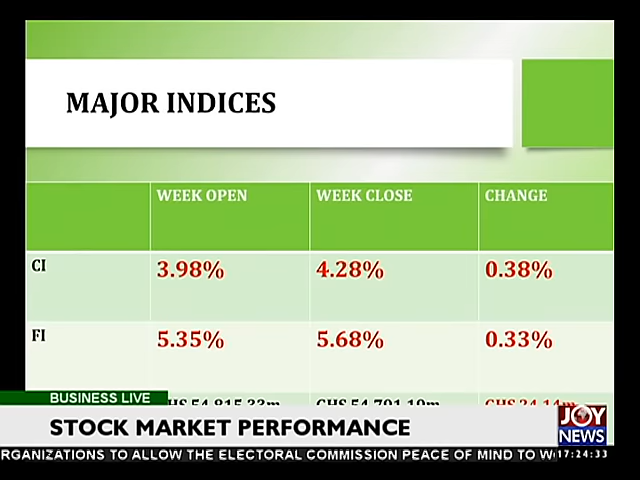 MAJOR INDICES
WEEK OPEN WEEK CLOSE CHANGE
CI 3.98% 4.28% 0.38%
FI 5.35% 5.68% 0.33%
BUSINESS LIVE
STOCK MARKET PERFORMANCE
JOY
NEWS
RGANIZATIONS TO ALLOW THE ELECTORAL COMMISSION PEACE OF MIND TO
17:24:33